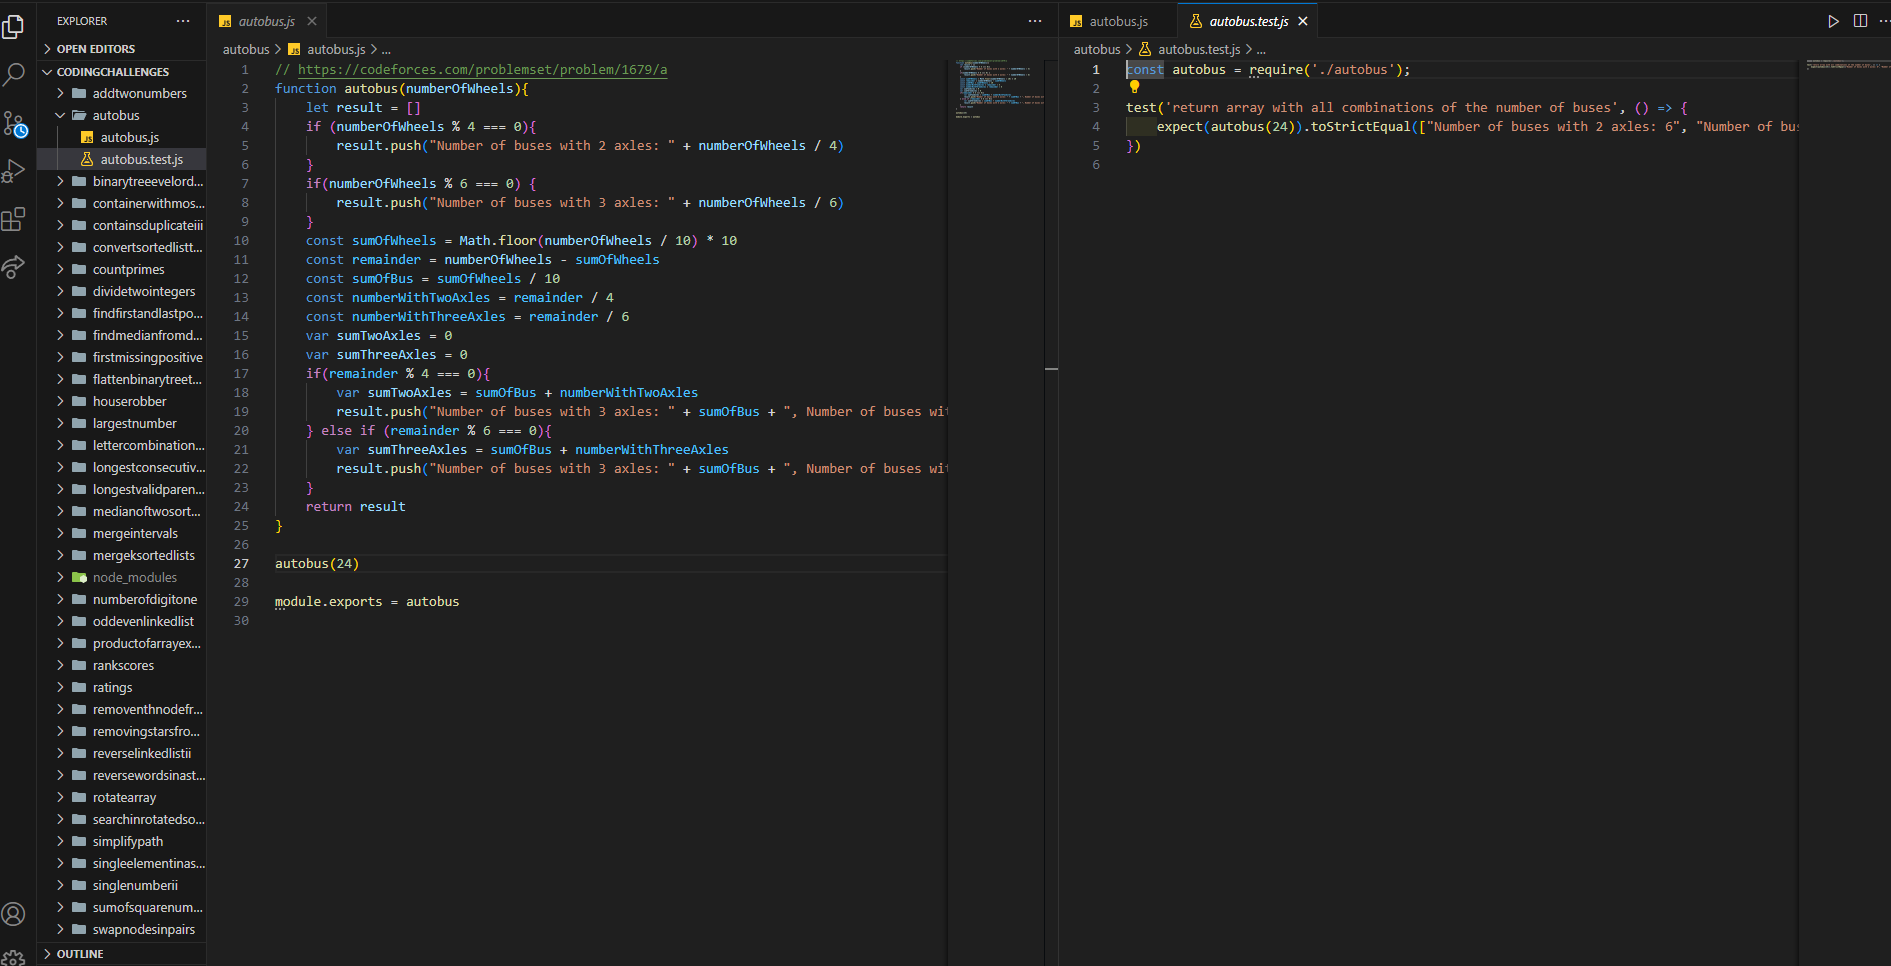 EXPLORER
OPEN EDITORS
CODINGCHALLENGES
addtwonumbers
autobus
autobus.js
autobus.test.js
binarytreeevelord...
containerwithmos...
containsduplicateiii
convertsortedlistt...
countprimes
dividetwointegers
findfirstandlastpo...
findmedianfromd...
firstmissingpositive
flattenbinarytreet...
houserobber
largestnumber
lettercombination...
longestconsecutiv...
longestvalidparen...
medianoftwosort...
mergeintervals
mergeksortedlists
node_modules
numberofdigitone
oddevenlinkedlist
productofarrayex...
rankscores
ratings
removenthnodefr...
removingstarsfro...
reverselinkedlistii
reversewordsinast...
rotatearray
searchinrotatedso...
simplifypath
singleelementinas...
singlenumberii
sumofsquarenum...
swapnodesinpairs
OUTLINE
JS autobus.js
autobus > JS autobus.js > ...
1 // https://codeforces.com/problemset/problem/1679/a
2 function autobus(numberOfWheels){
3 let result = []
4 if (numberOfWheels % 4 === 0){
5 result.push("Number of buses with 2 axles: " + numberOfWheels / 4)
6 }
7 if(numberOfWheels % 6 === 0) {
8 result.push("Number of buses with 3 axles: " + numberOfWheels / 6)
9 }
10 const sumOfWheels = Math.floor(numberOfWheels / 10) * 10
11 const remainder = numberOfWheels - sumOfWheels
12 const sumOfBus = sumOfWheels / 10
13 const numberWithTwoAxles = remainder / 4
14 const numberWithThreeAxles = remainder / 6
15 var sumTwoAxles = 0
16 var sumThreeAxles = 0
17 if(remainder % 4 === 0){
18 var sumTwoAxles = sumOfBus + numberWithTwoAxles
19 result.push("Number of buses with 3 axles: " + sumOfBus + ", Number of buses wit
20 } else if (remainder % 6 === 0){
21 var sumThreeAxles = sumOfBus + numberWithThreeAxles
22 result.push("Number of buses with 3 axles: " + sumOfBus + ", Number of buses wit
23 }
24 return result
25 }
26
27 autobus(24)
28
29 module.exports = autobus
30
JS autobus.js
autobus.test.js
autobus > autobus.test.js > ...
1 const autobus = require('./autobus');
2
3 test('return array with all combinations of the number of buses', () => {
4 expect(autobus(24)).toStrictEqual(["Number of buses with 2 axles: 6", "Number of bus
5 })
6